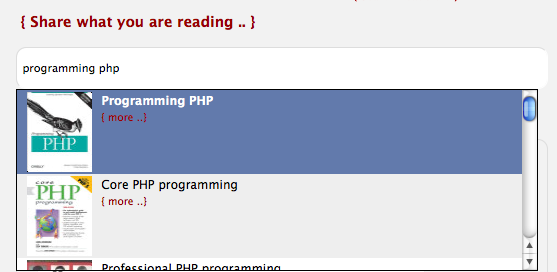 { Share what you are reading .. }
programming php
Programming PHP
{ more ..}
Programming
PHP
O'REILLY
Core PHP programming
{ more ..}
core
PHP
programming
Professional PHP programming